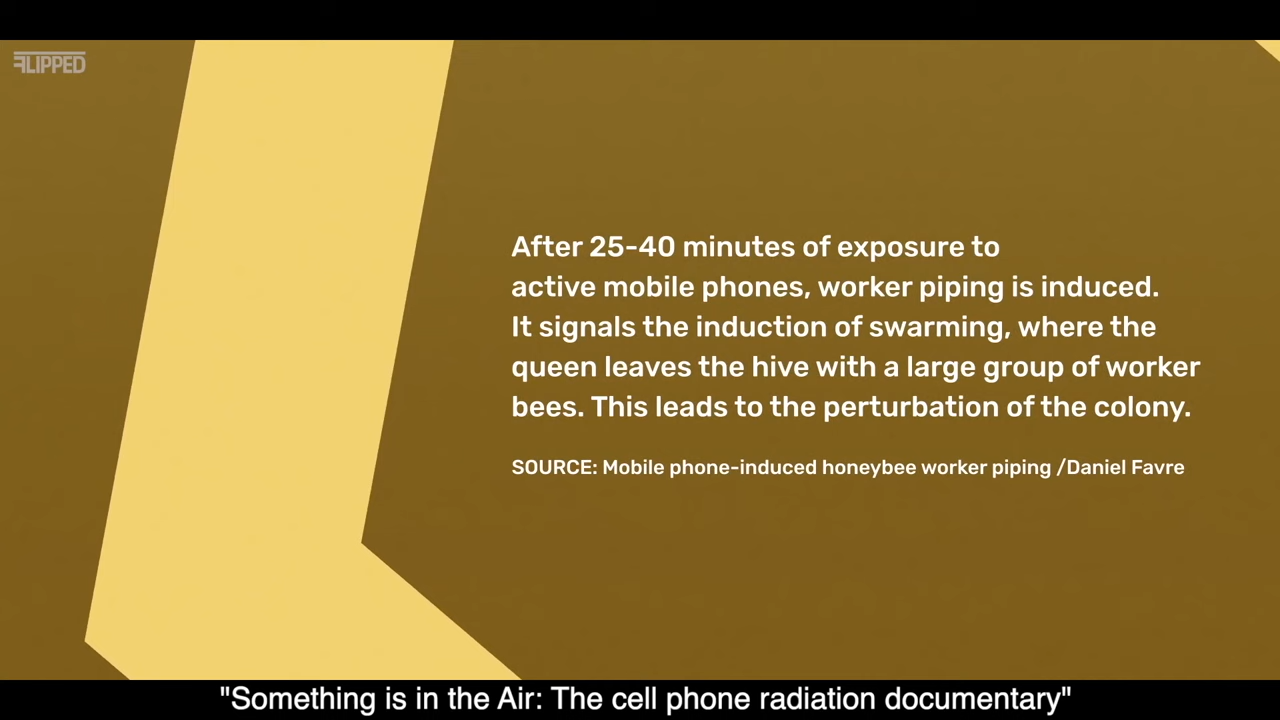 FLIPPED
After 25-40 minutes of exposure to
active mobile phones, worker piping is induced.
It signals the induction of swarming, where the
queen leaves the hive with a large group of worker
bees. This leads to the perturbation of the colony.
SOURCE: Mobile phone-induced honeybee worker piping /Daniel Favre
"Something is in the Air: The cell phone radiation documentary"